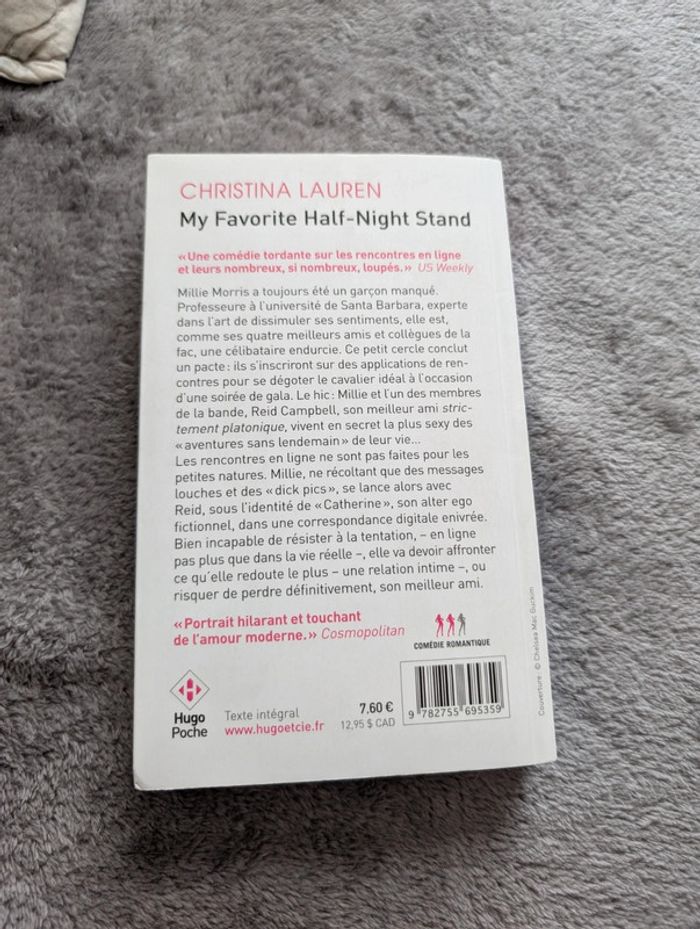 CHRISTINA LAUREN
My Favorite Half-Night Stand
«Une comédie tordante sur les rencontres en ligne
et leurs nombreux, si nombreux, loupés.» US Weekly
Millie Morris a toujours été un garçon manqué.
Professeure à l'université de Santa Barbara, experte
dans l'art de dissimuler ses sentiments, elle est,
comme ses quatre meilleurs amis et collègues de la
fac, une célibataire endurcie. Ce petit cercle conclut
un pacte : ils s'inscriront sur des applications de ren-
contres pour se dégoter le cavalier idéal à l'occasion
d'une soirée de gala. Le hic : Millie et l'un des membres
de la bande, Reid Campbell, son meilleur ami stric-
tement platonique, vivent en secret la plus sexy des
«aventures sans lendemain» de leur vie...
Les rencontres en ligne ne sont pas faites pour les
petites natures. Millie, ne récoltant que des messages
louches et des «dick pics», se lance alors avec
Reid, sous l'identité de «Catherine», son alter ego
fictionnel, dans une correspondance digitale enivrée.
Bien incapable de résister à la tentation, – en ligne
pas plus que dans la vie réelle –, elle va devoir affronter
ce qu'elle redoute le plus – une relation intime –, ou
risquer de perdre définitivement, son meilleur ami.
«Portrait hilarant et touchant
de l'amour moderne.» Cosmopolitan
COMÉDIE ROMANTIQUE
Hugo
Poche
Texte intégral
www.hugoetcie.fr
7,60 €
12,95 $ CAD
9 782755 695359
Couverture : © Chelsea Mac Guckim